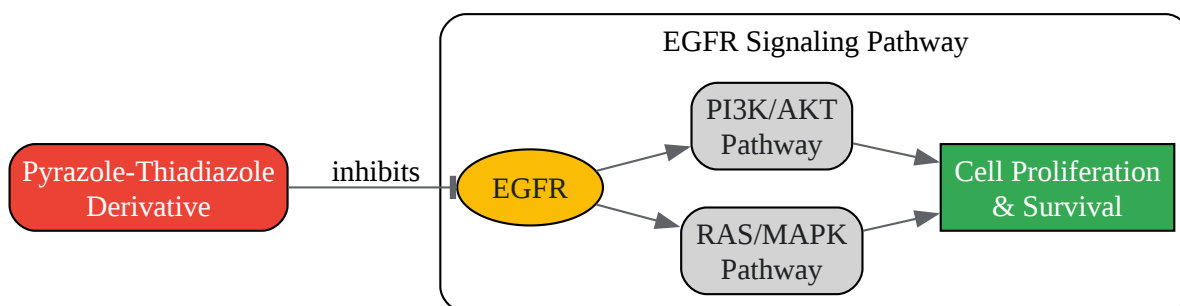 EGFR Signaling Pathway
Pyrazole-Thiadiazole
Derivative
inhibits
EGFR
PI3K/AKT
Pathway
RAS/MAPK
Pathway
Cell Proliferation
& Survival